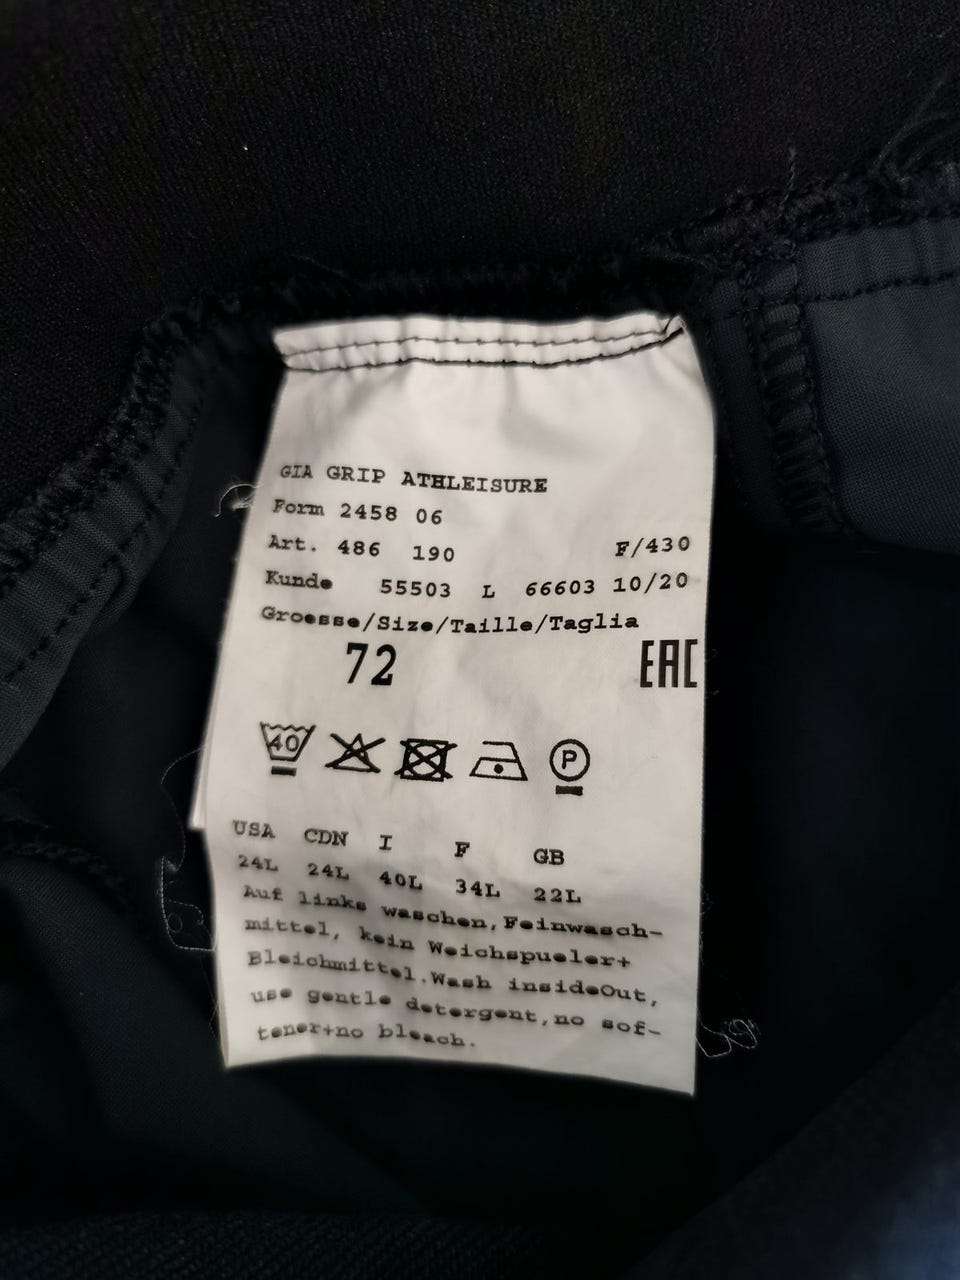 GIA GRIP ATHLEISURE
Form 2458 06
Art. 486 190 F/430
Kunde 55503 L 66603 10/20
Groesse/Size/Taille/Taglia
72 EAC
40 P
USA CDN I F GB
24L 24L 40L 34L 22L
Auf links waschen,Feinwasch-
mittel, kein Weichspueler+
Bleichmittel.Wash insideOut,
use gentle detergent,no sof-
tener+no bleach.